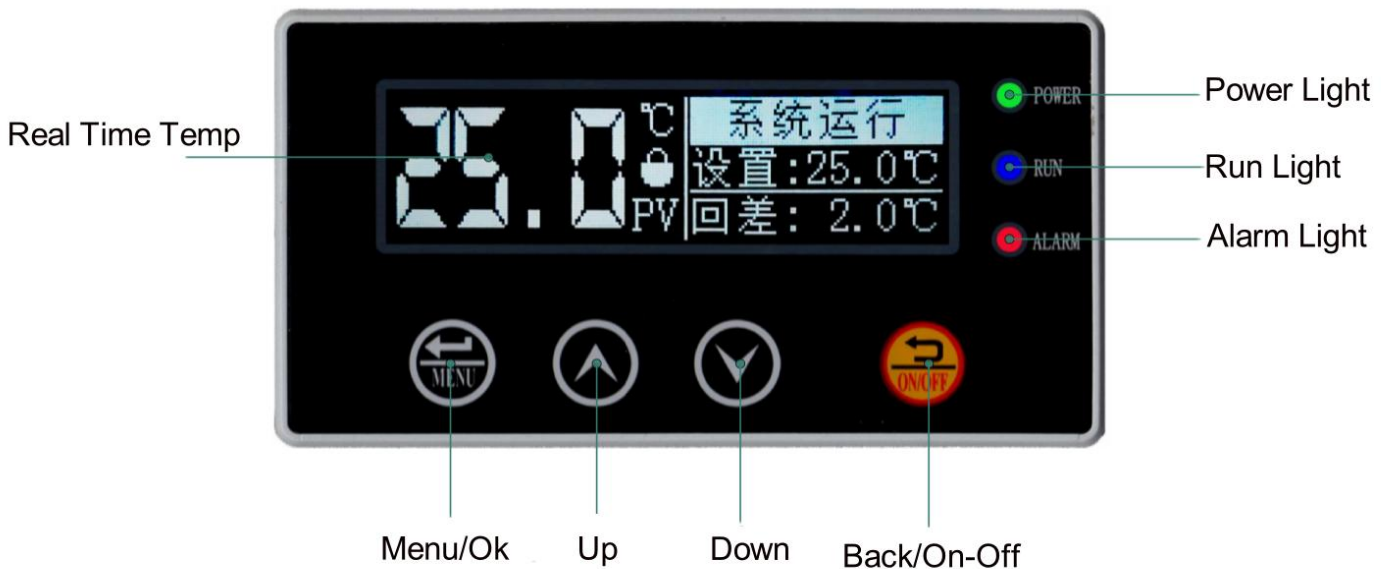 Real Time Temp
25.0
℃
PV
系统运行
设置:25.0℃
回差: 2.0℃
POWER
Power Light
RUN
Run Light
ALARM
Alarm Light
MENU
ON/OFF
Menu/Ok
Up
Down
Back/On-Off